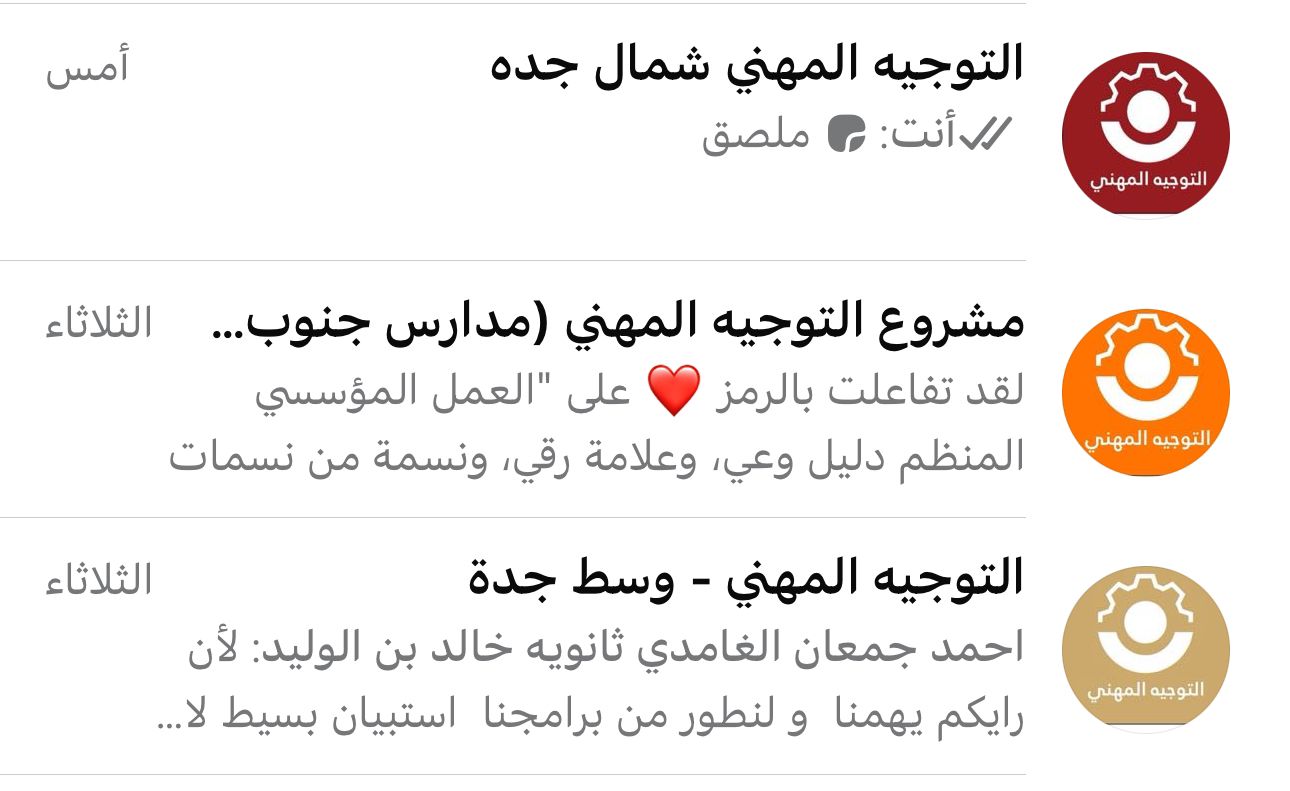 التوجيه المهني شمال جده
أمس
أنت: ملصق
التوجيه المهني
مشروع التوجيه المهني (مدارس جنوب...
الثلاثاء
لقد تفاعلت بالرمز ❤️ على "العمل المؤسسي
المنظم دليل وعي، وعلامة رقي، ونسمة من نسمات
التوجيه المهني
التوجيه المهني - وسط جدة
الثلاثاء
احمد جمعان الغامدي ثانويه خالد بن الوليد: لأن
رايكم يهمنا و لنطور من برامجنا استبيان بسيط لا...
التوجيه المهني